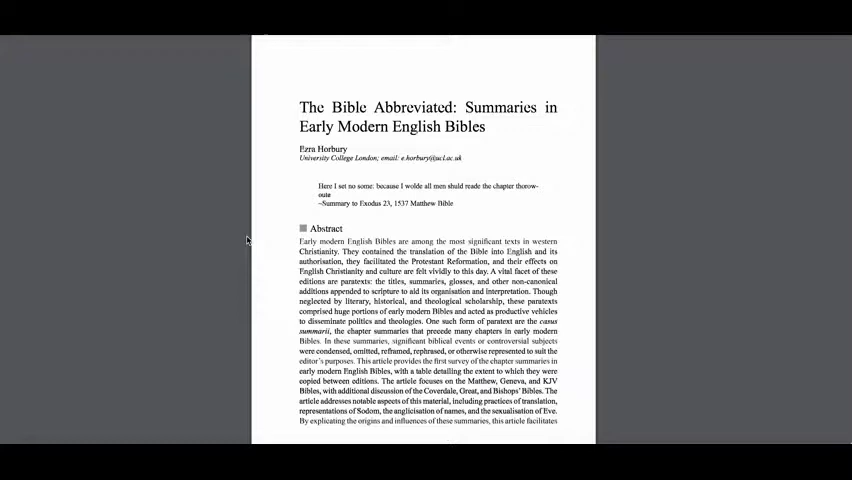 The Bible Abbreviated: Summaries in
Early Modern English Bibles
Ezra Horbury
University College London; email: e.horbury@ucl.ac.uk
Here I set no some: because I wolde all men shuld reade the chapter thorow-
oute
–Summary to Exodus 23, 1537 Matthew Bible
Abstract
Early modern English Bibles are among the most significant texts in western
Christianity. They contained the translation of the Bible into English and its
authorisation, they facilitated the Protestant Reformation, and their effects on
English Christianity and culture are felt vividly to this day. A vital facet of these
editions are paratexts: the titles, summaries, glosses, and other non-canonical
additions appended to scripture to aid its organisation and interpretation. Though
neglected by literary, historical, and theological scholarship, these paratexts
comprised huge portions of early modern Bibles and acted as productive vehicles
to disseminate politics and theologies. One such form of paratext are the casus
summarii, the chapter summaries that precede many chapters in early modern
Bibles. In these summaries, significant biblical events or controversial subjects
were condensed, omitted, reframed, rephrased, or otherwise represented to suit the
editor's purposes. This article provides the first survey of the chapter summaries in
early modern English Bibles, with a table detailing the extent to which they were
copied between editions. The article focuses on the Matthew, Geneva, and KJV
Bibles, with additional discussion of the Coverdale, Great, and Bishops' Bibles. The
article addresses notable aspects of this material, including practices of translation,
representations of Sodom, the anglicisation of names, and the sexualisation of Eve.
By explicating the origins and influences of these summaries, this article facilitates